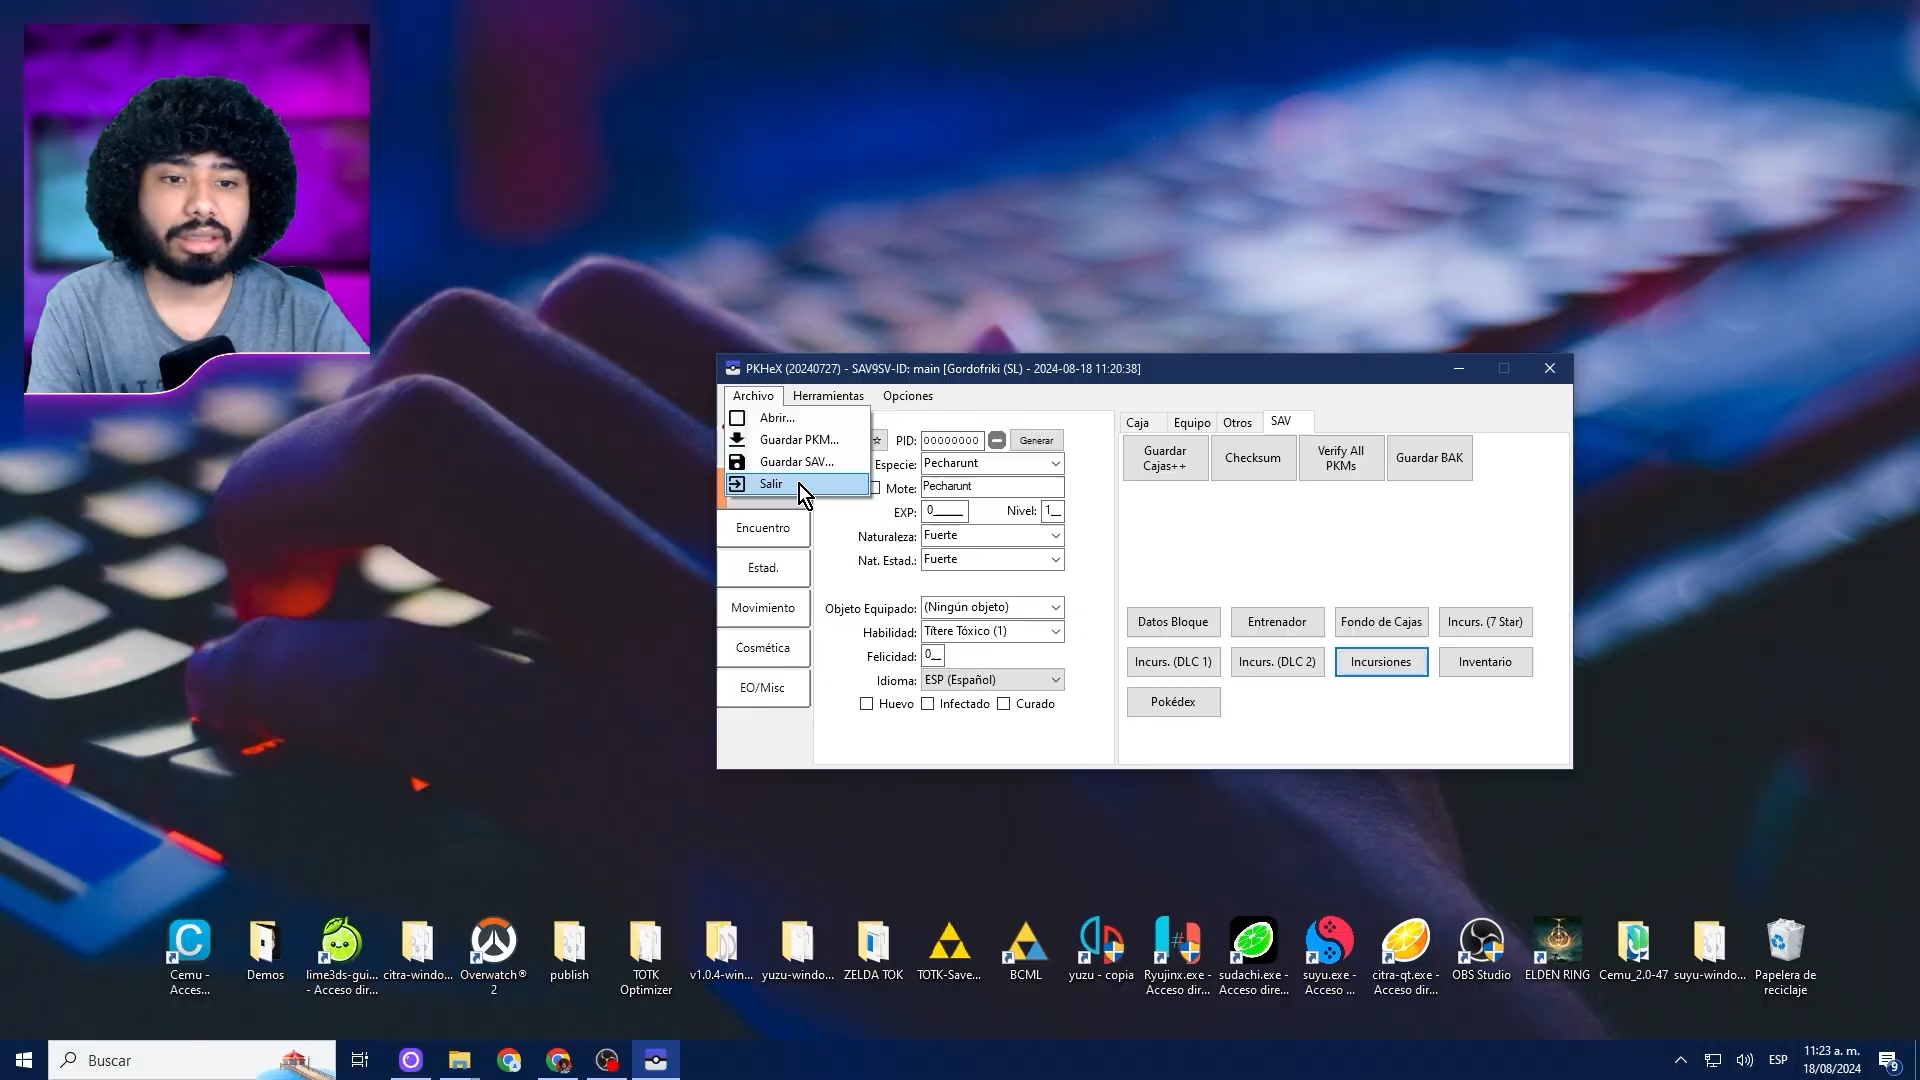 PKHeX (20240727) - SAV9SV-ID: main [Gordofriki (SL) - 2024-08-18 11:20:38]
Archivo Herramientas Opciones
Abrir...
Guardar PKM...
Guardar SAV...
Salir
Encuentro
Estad.
Movimiento
Cosmética
EO/Misc
PID: 00000000 Generar
Especie: Pecharunt
Mote: Pecharunt
EXP: 0 Nivel: 1
Naturaleza: Fuerte
Nat. Estad.: Fuerte
Objeto Equipado: (Ningún objeto)
Habilidad: Títere Tóxico (1)
Felicidad: 0
Idioma: ESP (Español)
Huevo Infectado Curado
Caja Equipo Otros SAV
Guardar
Cajas++
Checksum
Verify All
PKMs
Guardar BAK
Datos Bloque Entrenador Fondo de Cajas Incurs. (7 Star)
Incurs. (DLC 1) Incurs. (DLC 2) Incursiones Inventario
Pokédex
Cemu -
Acces...
Demos
lime3ds-gui...
- Acceso dir...
citra-windo...
Overwatch®
2
publish
TOTK
Optimizer
v1.0.4-win...
yuzu-windo...
ZELDA TOK
TOTK-Save...
BCML
yuzu - copia
Ryujinx.exe -
Acceso dir...
sudachi.exe -
Acceso dire...
suyu.exe -
Acceso ...
citra-qt.exe -
Acceso dir...
OBS Studio
ELDEN RING
Cemu_2.0-47
suyu-windo...
Papelera de
reciclaje
Buscar
ESP
11:23 a. m.
18/08/2024
9